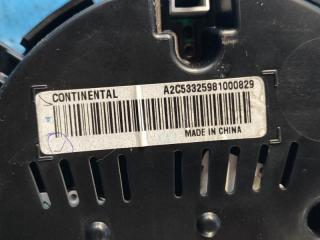 CONTINENTAL A2C53325981000829
MADE IN CHINA